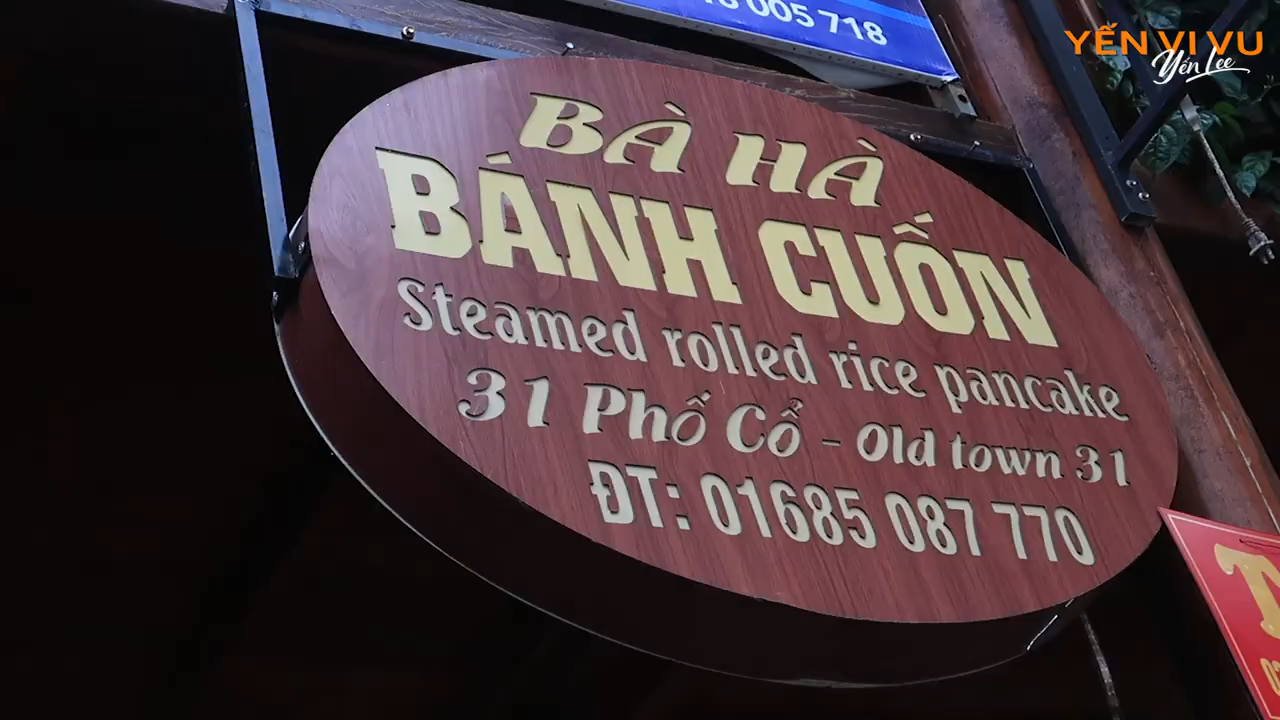 005 718
YẾN VI VU
Yến Lee
BÀ HÀ
BÁNH CUỐN
Steamed rolled rice pancake
31 Phố Cổ - Old town 31
ĐT: 01685 087 770